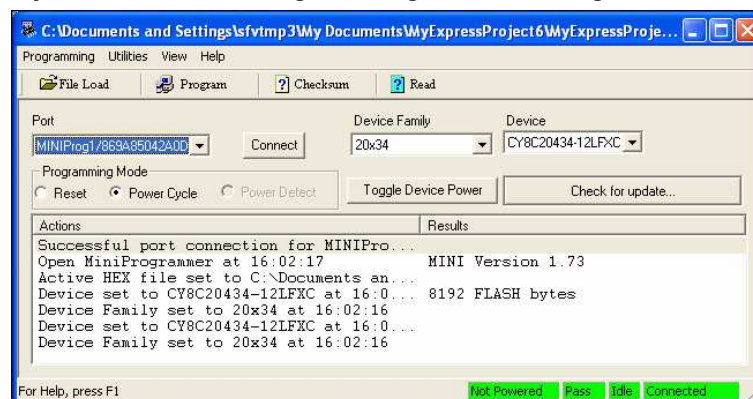 C:\Documents and Settings\sfvtmp3\My Documents\MyExpressProject6\MyExpressProje...
Programming Utilities View Help
File Load Program Checksum Read
Port Device Family Device
MINIProg1/869A85042A0D Connect 20x34 CY8C20434-12LFXC
Programming Mode
Reset Power Cycle Power Detect Toggle Device Power Check for update...
Actions Results
Successful port connection for MINIPro...
Open MiniProgrammer at 16:02:17 MINI Version 1.73
Active HEX file set to C:\Documents an...
Device set to CY8C20434-12LFXC at 16:0... 8192 FLASH bytes
Device Family set to 20x34 at 16:02:16
Device set to CY8C20434-12LFXC at 16:0...
Device Family set to 20x34 at 16:02:16
For Help, press F1 Not Powered Pass Idle Connected